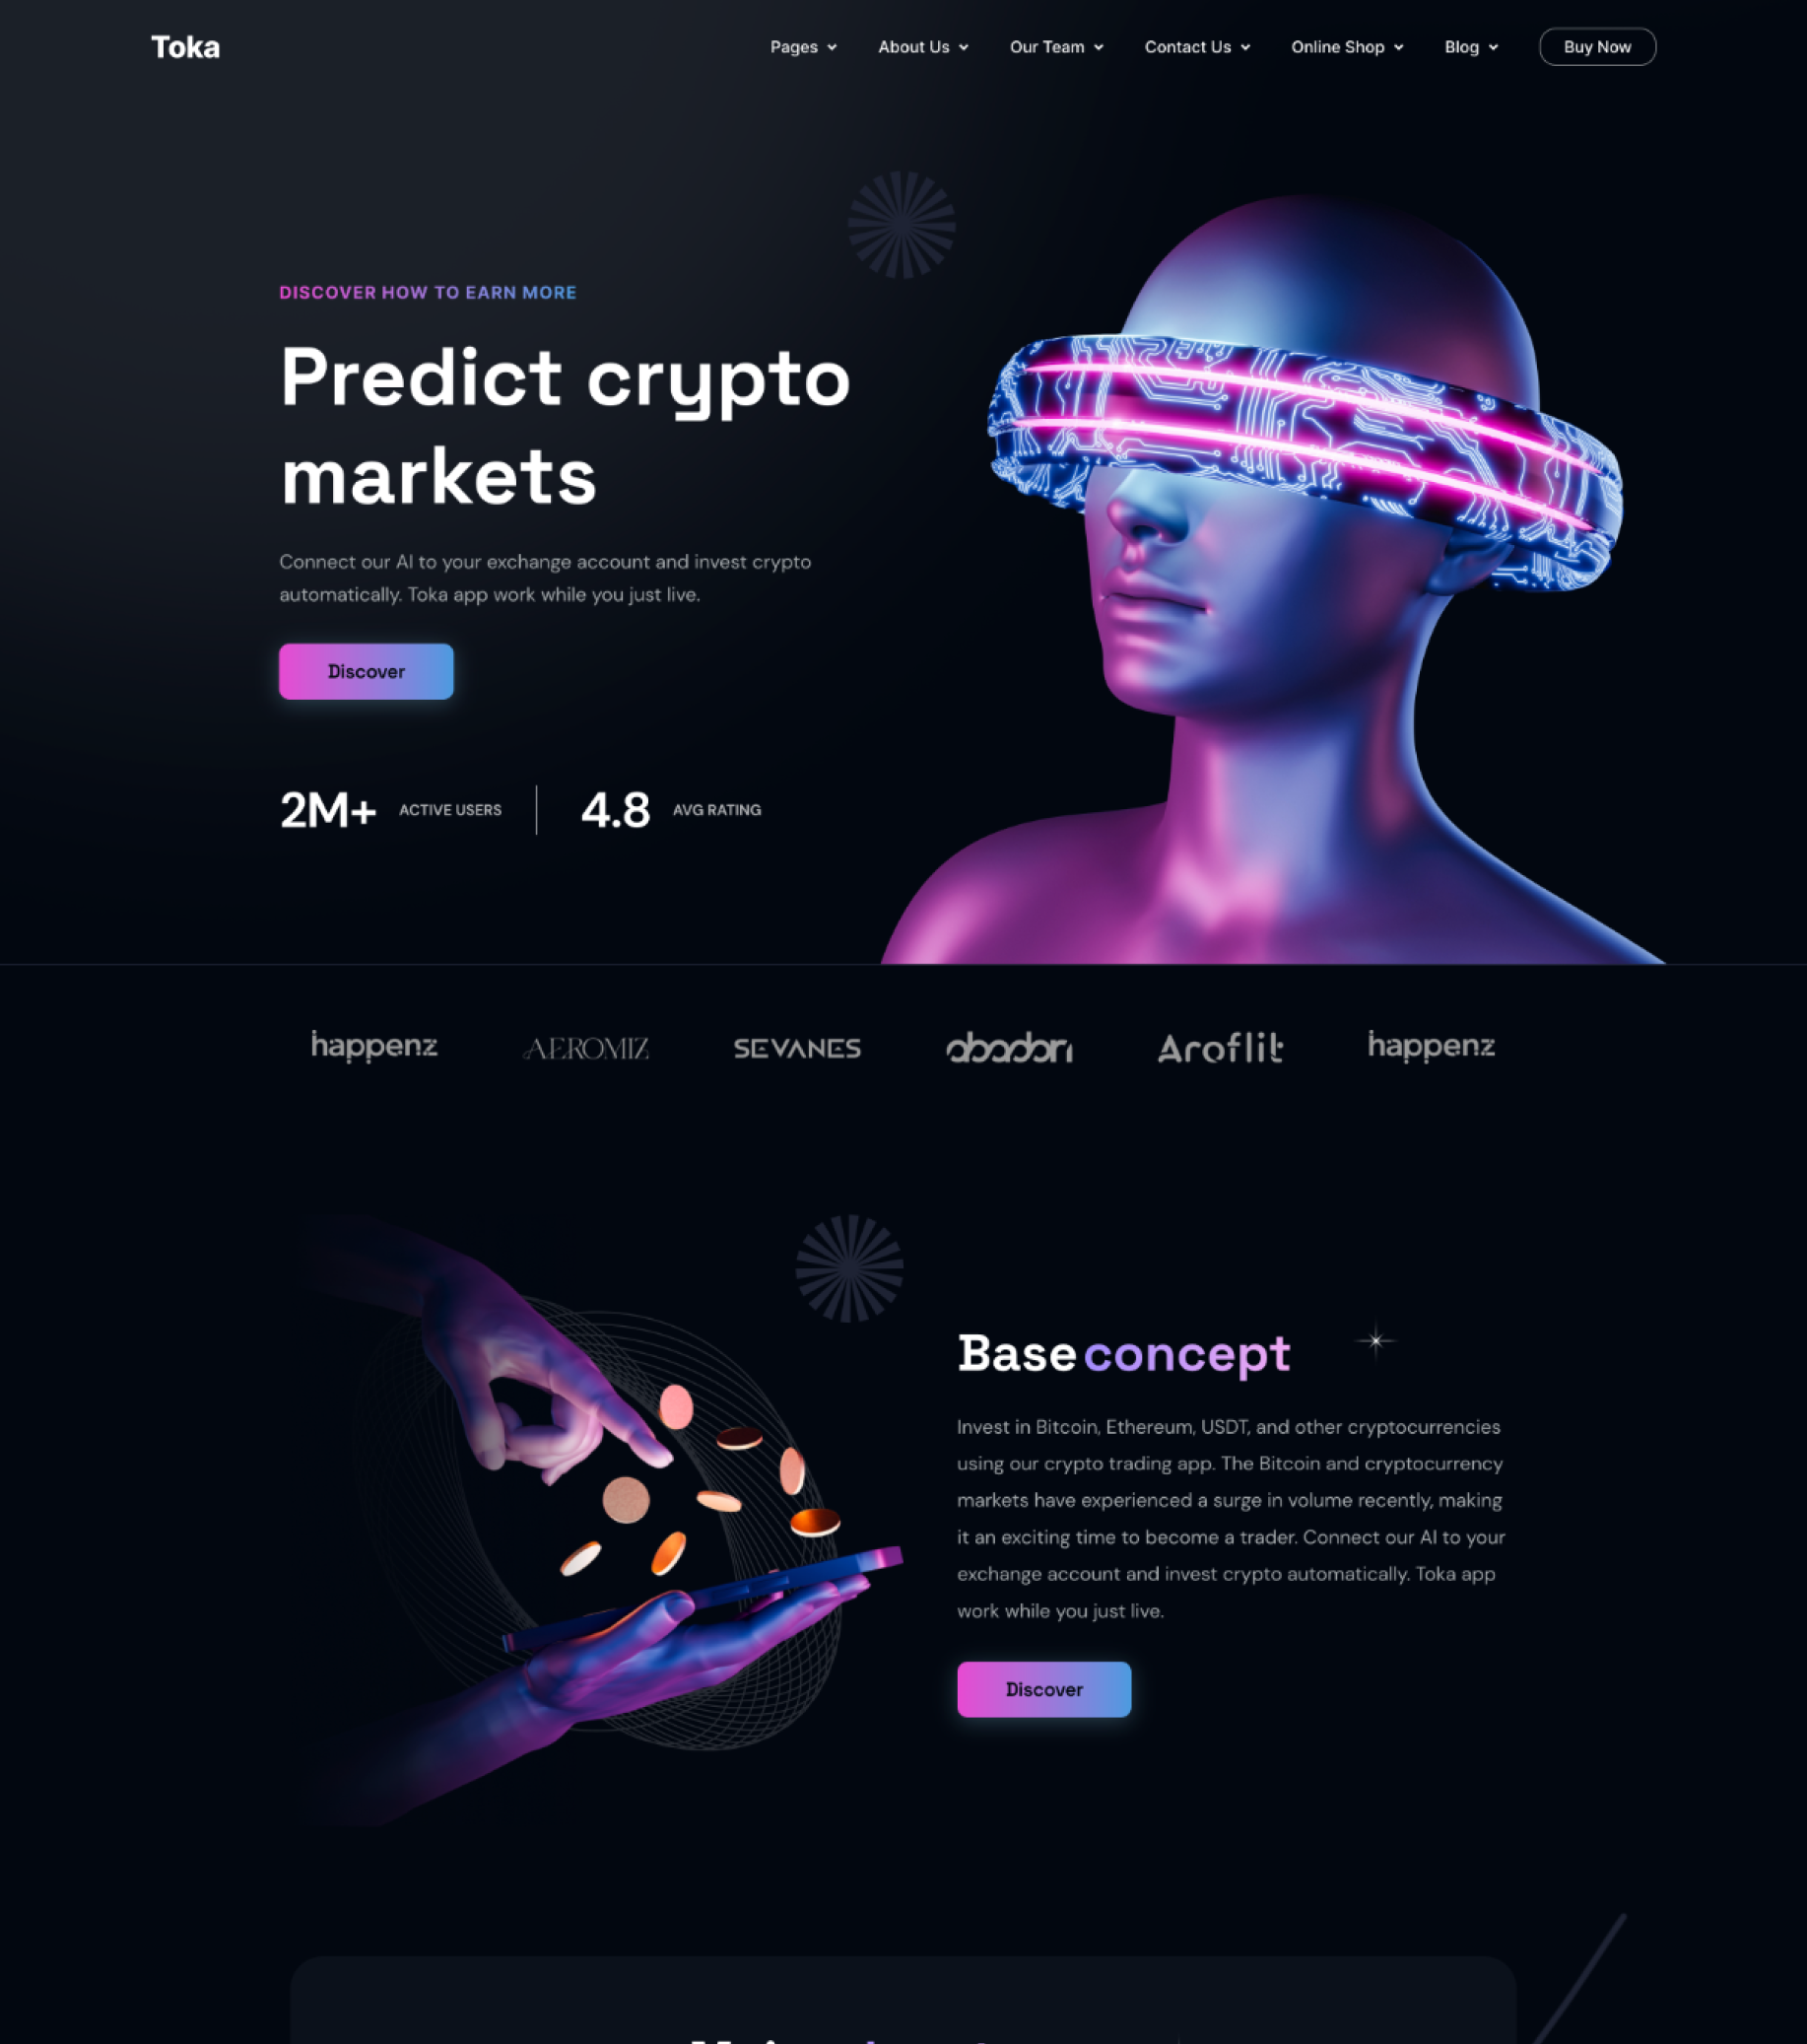 Toka
Pages
About Us
Our Team
Contact Us
Online Shop
Blog
Buy Now
DISCOVER HOW TO EARN MORE
Predict crypto
markets
Connect our AI to your exchange account and invest crypto
automatically. Toka app work while you just live.
Discover
2M+ ACTIVE USERS
4.8 AVG RATING
happenz
AEROMIZ
SEVANES
Aroflit
happenz
Base concept
Invest in Bitcoin, Ethereum, USDT, and other cryptocurrencies
using our crypto trading app. The Bitcoin and cryptocurrency
markets have experienced a surge in volume recently, making
it an exciting time to become a trader. Connect our AI to your
exchange account and invest crypto automatically. Toka app
work while you just live.
Discover